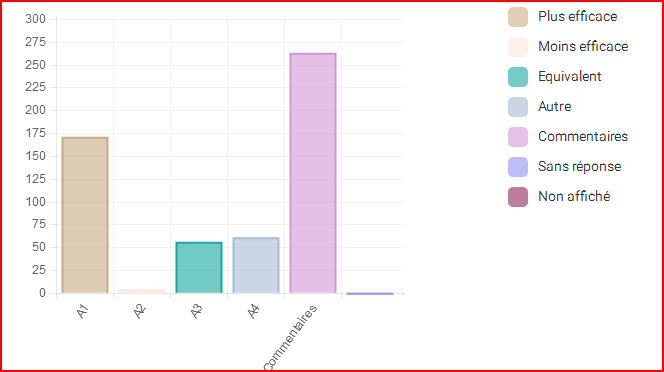 300
275
250
225
200
175
150
125
100
75
50
25
0
A1
A2
A3
A4
Commentaires
Plus efficace
Moins efficace
Equivalent
Autre
Commentaires
Sans réponse
Non affiché